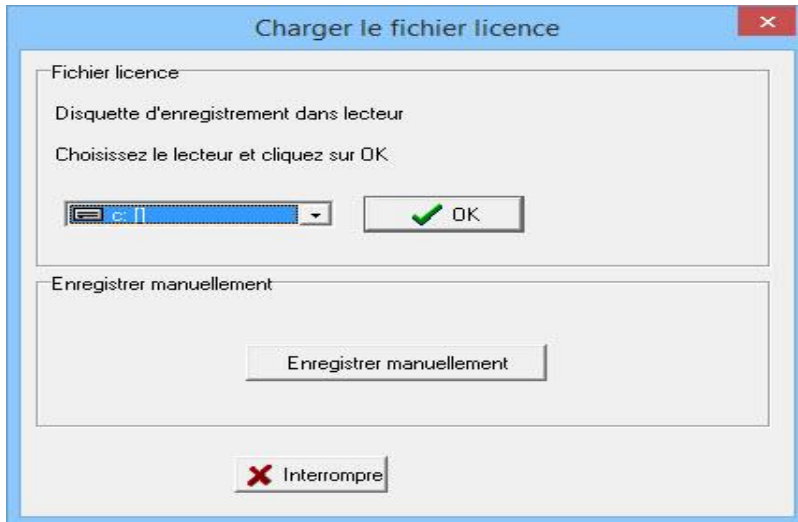 Charger le fichier licence
Fichier licence
Disquette d'enregistrement dans lecteur
Choisissez le lecteur et cliquez sur OK
c: []
OK
Enregistrer manuellement
Enregistrer manuellement
Interrompre